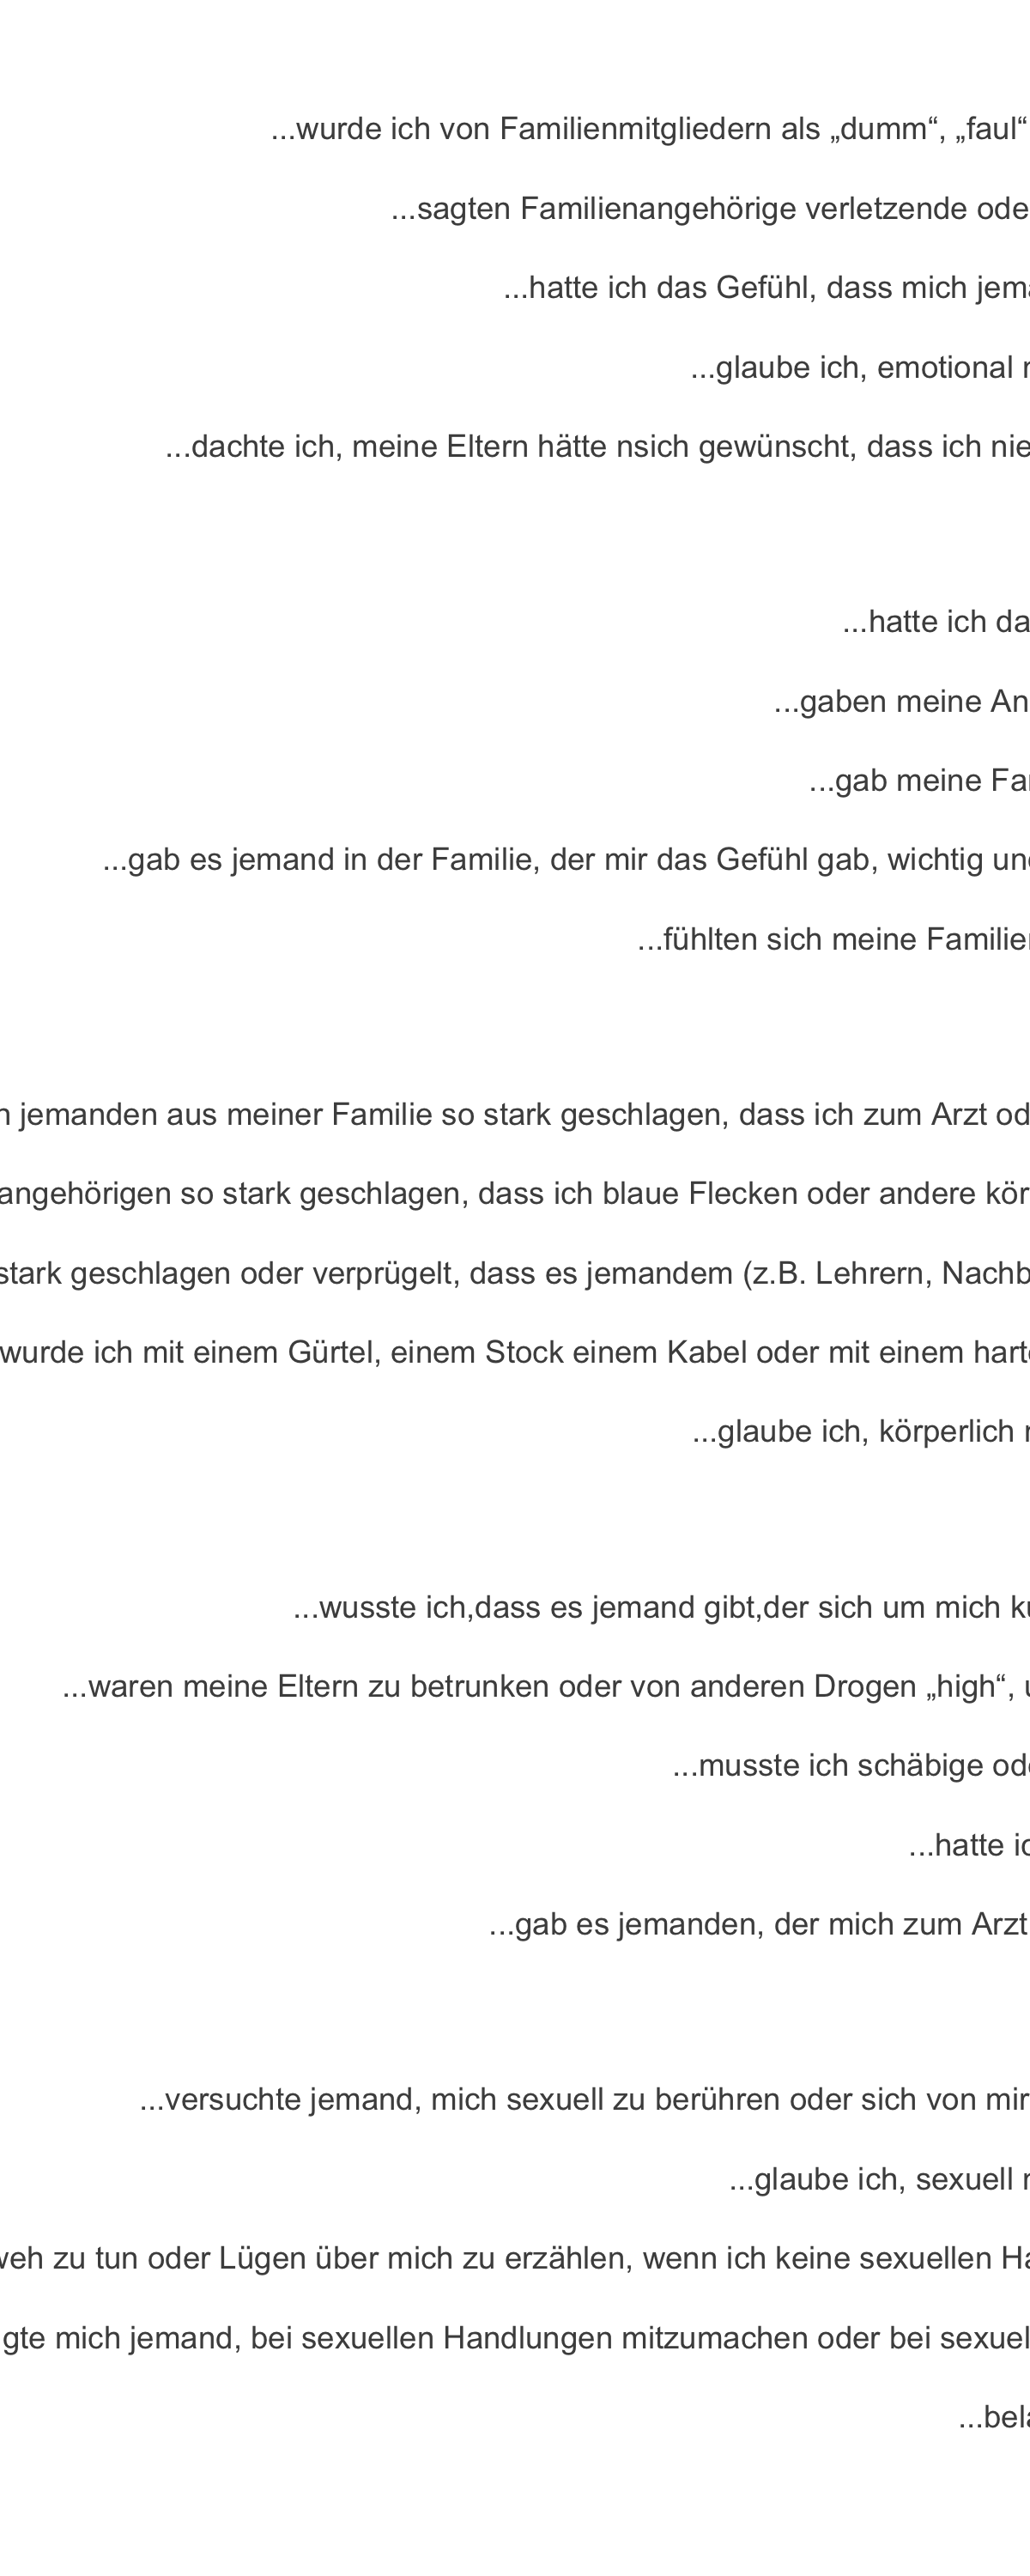 ...wurde ich von Familienmitgliedern als „dumm“, „faul“
...sagten Familienangehörige verletzende ode
...hatte ich das Gefühl, dass mich jema
...glaube ich, emotional
...dachte ich, meine Eltern hätte nsich gewünscht, dass ich nie
...hatte ich da
...gaben meine An
...gab meine Fa
...gab es jemand in der Familie, der mir das Gefühl gab, wichtig und
...fühlten sich meine Familien
jemanden aus meiner Familie so stark geschlagen, dass ich zum Arzt od
angehörigen so stark geschlagen, dass ich blaue Flecken oder andere kör
stark geschlagen oder verprügelt, dass es jemandem (z.B. Lehrern, Nachb
wurde ich mit einem Gürtel, einem Stock einem Kabel oder mit einem harte
...glaube ich, körperlich
...wusste ich,dass es jemand gibt,der sich um mich kü
...waren meine Eltern zu betrunken oder von anderen Drogen „high“,
...musste ich schäbige ode
...hatte ic
...gab es jemanden, der mich zum Arzt
...versuchte jemand, mich sexuell zu berühren oder sich von mir
...glaube ich, sexuell
weh zu tun oder Lügen über mich zu erzählen, wenn ich keine sexuellen Ha
gte mich jemand, bei sexuellen Handlungen mitzumachen oder bei sexuel
...bela